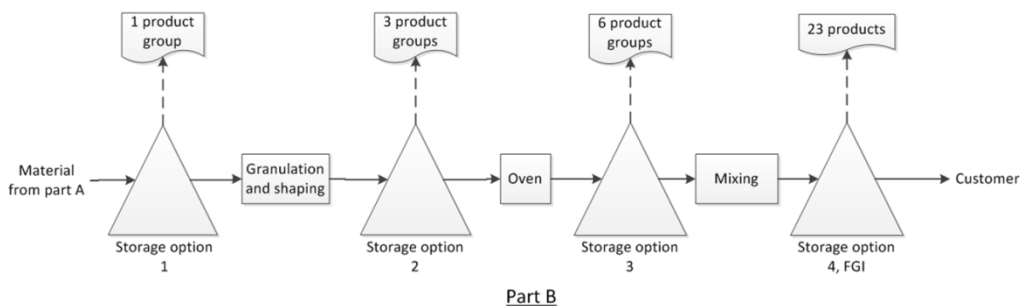 1 product
group
3 product
groups
6 product
groups
23 products
Material
from part A
Granulation
and shaping
Oven
Mixing
Customer
Storage option
1
Storage option
2
Storage option
3
Storage option
4, FGI
Part B